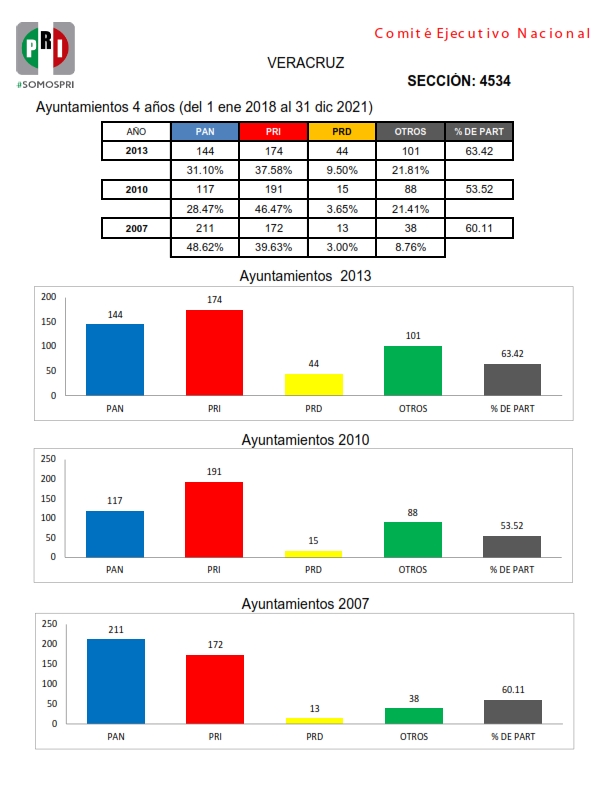 Comité Ejecutivo Nacional
PRI
#SOMOSPRI
VERACRUZ
SECCIÓN: 4534
Ayuntamientos 4 años (del 1 ene 2018 al 31 dic 2021)
AÑO PAN PRI PRD OTROS % DE PART
2013 144 174 44 101 63.42
31.10% 37.58% 9.50% 21.81%
2010 117 191 15 88 53.52
28.47% 46.47% 3.65% 21.41%
2007 211 172 13 38 60.11
48.62% 39.63% 3.00% 8.76%
Ayuntamientos 2013
200
150
100
50
0
144
174
44
101
63.42
PAN PRI PRD OTROS % DE PART
Ayuntamientos 2010
250
200
150
100
50
0
117
191
15
88
53.52
PAN PRI PRD OTROS % DE PART
Ayuntamientos 2007
250
200
150
100
50
0
211
172
13
38
60.11
PAN PRI PRD OTROS % DE PART